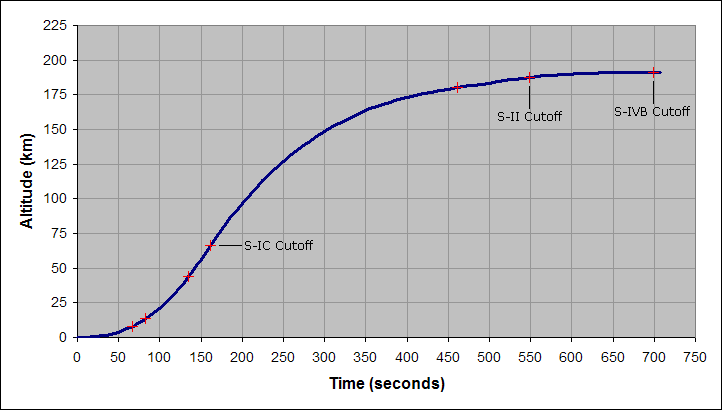 225
200
175
150
125
100
75
50
25
0
Altitude (km)
S-II Cutoff
S-IVB Cutoff
S-IC Cutoff
0 50 100 150 200 250 300 350 400 450 500 550 600 650 700 750
Time (seconds)